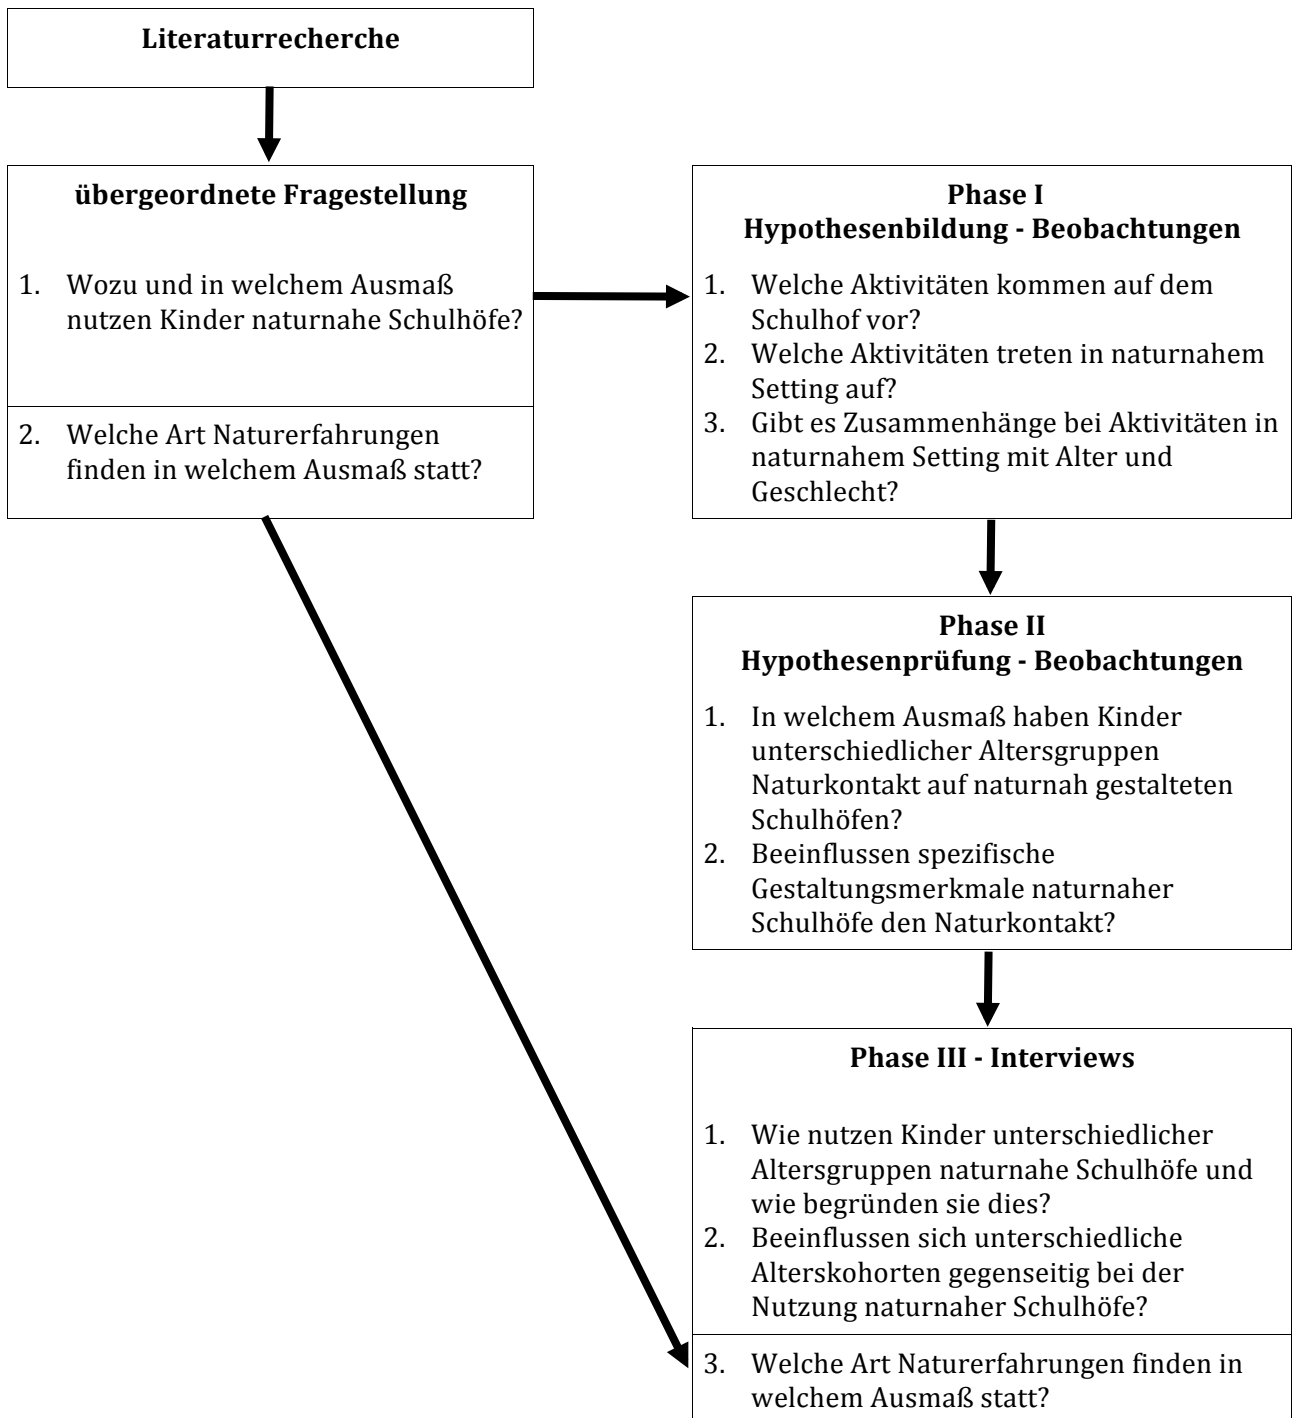 Literaturrecherche
übergeordnete Fragestellung
1. Wozu und in welchem Ausmaß
nutzen Kinder naturnahe Schulhöfe?
2. Welche Art Naturerfahrungen
finden in welchem Ausmaß statt?
Phase I
Hypothesenbildung - Beobachtungen
1. Welche Aktivitäten kommen auf dem
Schulhof vor?
2. Welche Aktivitäten treten in naturnahem
Setting auf?
3. Gibt es Zusammenhänge bei Aktivitäten in
naturnahem Setting mit Alter und
Geschlecht?
Phase II
Hypothesenprüfung - Beobachtungen
1. In welchem Ausmaß haben Kinder
unterschiedlicher Altersgruppen
Naturkontakt auf naturnah gestalteten
Schulhöfen?
2. Beeinflussen spezifische
Gestaltungsmerkmale naturnaher
Schulhöfe den Naturkontakt?
Phase III - Interviews
1. Wie nutzen Kinder unterschiedlicher
Altersgruppen naturnahe Schulhöfe und
wie begründen sie dies?
2. Beeinflussen sich unterschiedliche
Alterskohorten gegenseitig bei der
Nutzung naturnaher Schulhöfe?
3. Welche Art Naturerfahrungen finden in
welchem Ausmaß statt?